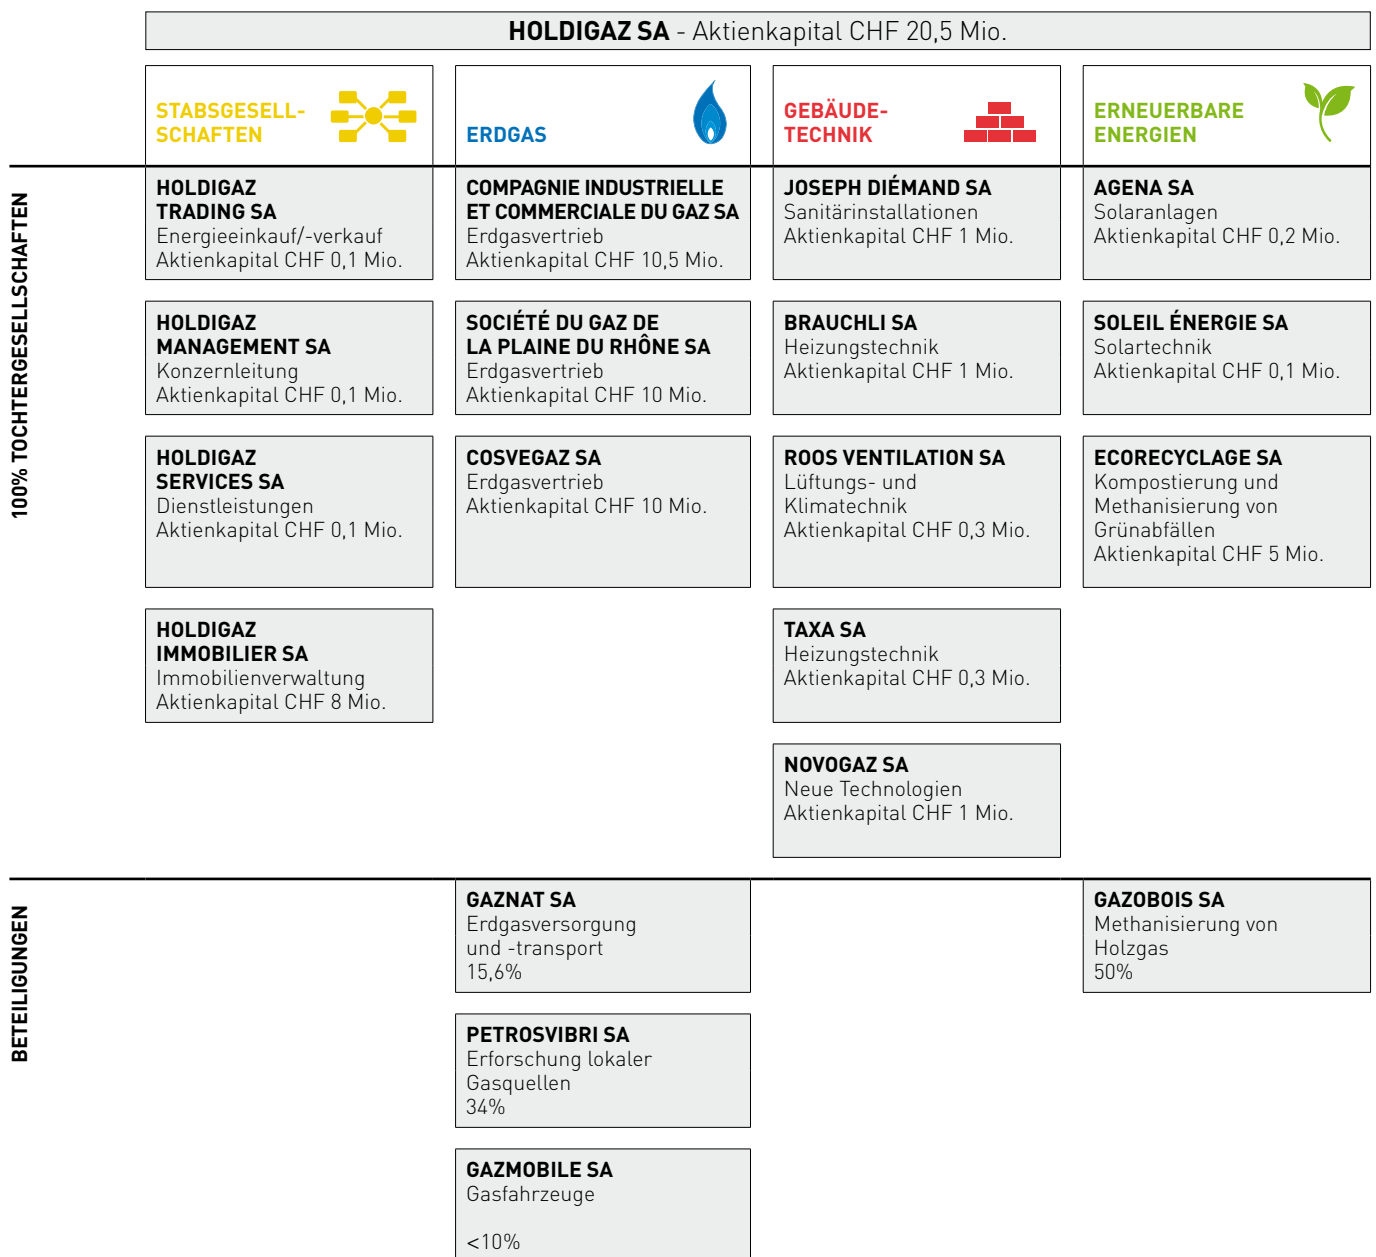 HOLDIGAZ SA - Aktienkapital CHF 20,5 Mio.
STABSGESELL-
SCHAFTEN
ERDGAS
GEBÄUDE-
TECHNIK
ERNEUERBARE
ENERGIEN
100% TOCHTERGESELLSCHAFTEN
HOLDIGAZ
TRADING SA
Energieeinkauf/-verkauf
Aktienkapital CHF 0,1 Mio.
COMPAGNIE INDUSTRIELLE
ET COMMERCIALE DU GAZ SA
Erdgasvertrieb
Aktienkapital CHF 10,5 Mio.
JOSEPH DIÉMAND SA
Sanitärinstallationen
Aktienkapital CHF 1 Mio.
AGENA SA
Solaranlagen
Aktienkapital CHF 0,2 Mio.
HOLDIGAZ
MANAGEMENT SA
Konzernleitung
Aktienkapital CHF 0,1 Mio.
SOCIÉTÉ DU GAZ DE
LA PLAINE DU RHÔNE SA
Erdgasvertrieb
Aktienkapital CHF 10 Mio.
BRAUCHLI SA
Heizungstechnik
Aktienkapital CHF 1 Mio.
SOLEIL ÉNERGIE SA
Solartechnik
Aktienkapital CHF 0,1 Mio.
HOLDIGAZ
SERVICES SA
Dienstleistungen
Aktienkapital CHF 0,1 Mio.
COSVEGAZ SA
Erdgasvertrieb
Aktienkapital CHF 10 Mio.
ROOS VENTILATION SA
Lüftungs- und
Klimatechnik
Aktienkapital CHF 0,3 Mio.
ECORECYCLAGE SA
Kompostierung und
Methanisierung von
Grünabfällen
Aktienkapital CHF 5 Mio.
HOLDIGAZ
IMMOBILIER SA
Immobilienverwaltung
Aktienkapital CHF 8 Mio.
TAXA SA
Heizungstechnik
Aktienkapital CHF 0,3 Mio.
NOVOGAZ SA
Neue Technologien
Aktienkapital CHF 1 Mio.
BETEILIGUNGEN
GAZNAT SA
Erdgasversorgung
und -transport
15,6%
GAZOBOIS SA
Methanisierung von
Holzgas
50%
PETROSVIBRI SA
Erforschung lokaler
Gasquellen
34%
GAZMOBILE SA
Gasfahrzeuge
<10%